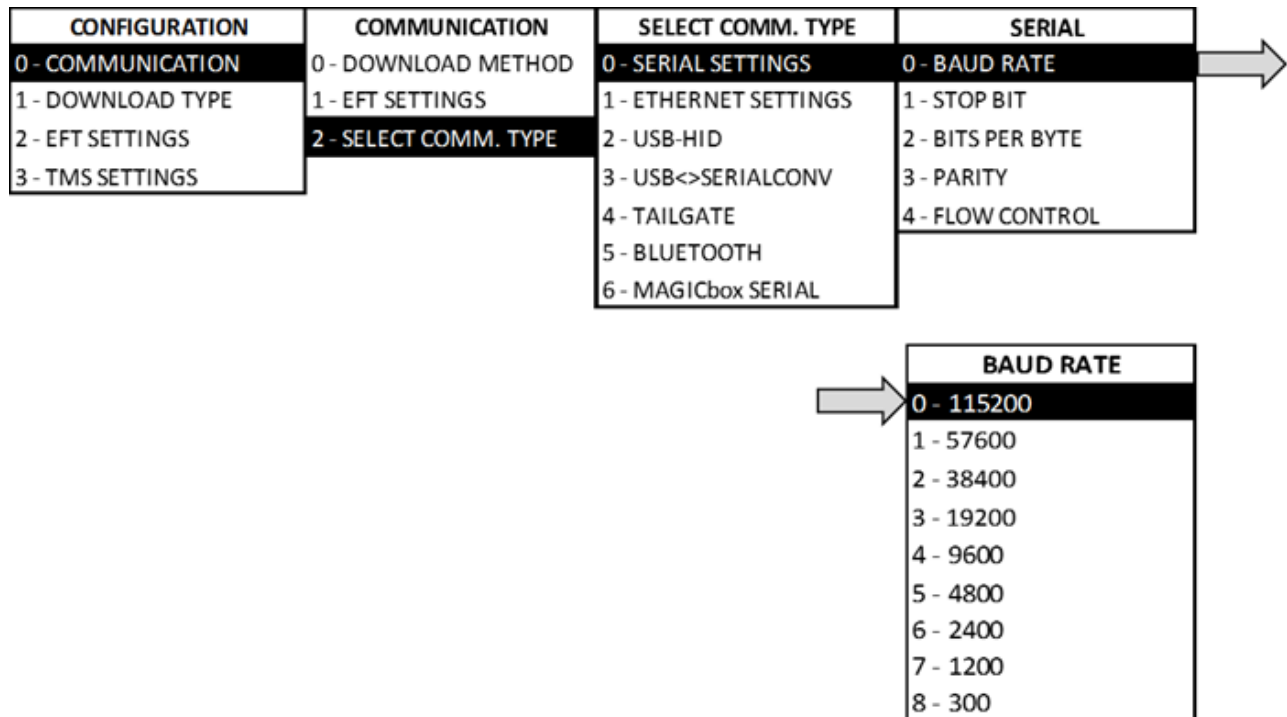 CONFIGURATION
0 - COMMUNICATION
1 - DOWNLOAD TYPE
2 - EFT SETTINGS
3 - TMS SETTINGS
COMMUNICATION
0 - DOWNLOAD METHOD
1 - EFT SETTINGS
2 - SELECT COMM. TYPE
SELECT COMM. TYPE
0 - SERIAL SETTINGS
1 - ETHERNET SETTINGS
2 - USB-HID
3 - USB<>SERIALCONV
4 - TAILGATE
5 - BLUETOOTH
6 - MAGICbox SERIAL
SERIAL
0 - BAUD RATE
1 - STOP BIT
2 - BITS PER BYTE
3 - PARITY
4 - FLOW CONTROL
BAUD RATE
0 - 115200
1 - 57600
2 - 38400
3 - 19200
4 - 9600
5 - 4800
6 - 2400
7 - 1200
8 - 300